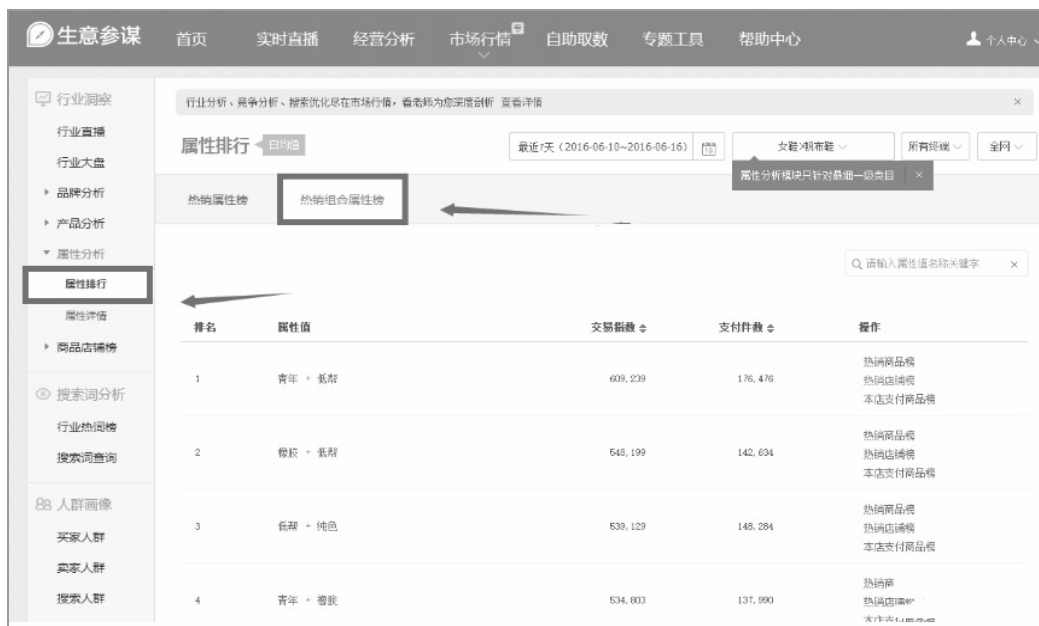 生意参谋 首页 实时直播 经营分析 市场行情 自助取数 专题工具 帮助中心 个人中心
行业洞察
行业直播
行业大盘
品牌分析
产品分析
属性分析
属性排行
属性详情
商品店铺榜
搜索词分析
行业热词榜
搜索词查询
人群画像
买家人群
卖家人群
搜索人群
行业分析、竞争分析、搜索优化尽在市场行情，看老师为您深度剖析 查看详情 ×
属性排行 日均值 最近7天（2016-06-10~2016-06-16） 女鞋>帆布鞋 所有终端 全网
属性分析模块只针对最细一级类目 ×
热销属性榜 热销组合属性榜
请输入属性值名称关键字 ×
排名 属性值 交易指数 支付件数 操作
1 青年 + 低帮 609,239 176,476 热销商品榜
热销店铺榜
本店支付商品榜
2 橡胶 + 低帮 548,199 142,634 热销商品榜
热销店铺榜
本店支付商品榜
3 低帮 + 纯色 539,129 148,284 热销商品榜
热销店铺榜
本店支付商品榜
4 青年 + 橡胶 534,803 137,990 热销商
热销店铺